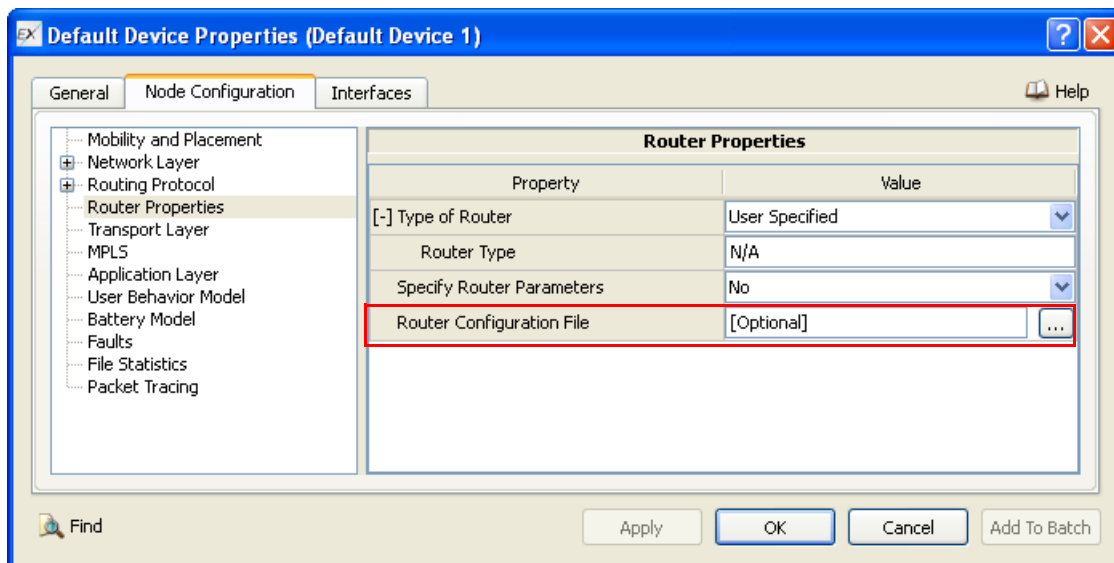 EX Default Device Properties (Default Device 1)
General Node Configuration Interfaces Help
Mobility and Placement
Network Layer
Routing Protocol
Router Properties
Transport Layer
MPLS
Application Layer
User Behavior Model
Battery Model
Faults
File Statistics
Packet Tracing
Router Properties
Property Value
[-] Type of Router User Specified
Router Type N/A
Specify Router Parameters No
Router Configuration File [Optional] ...
Find Apply OK Cancel Add To Batch